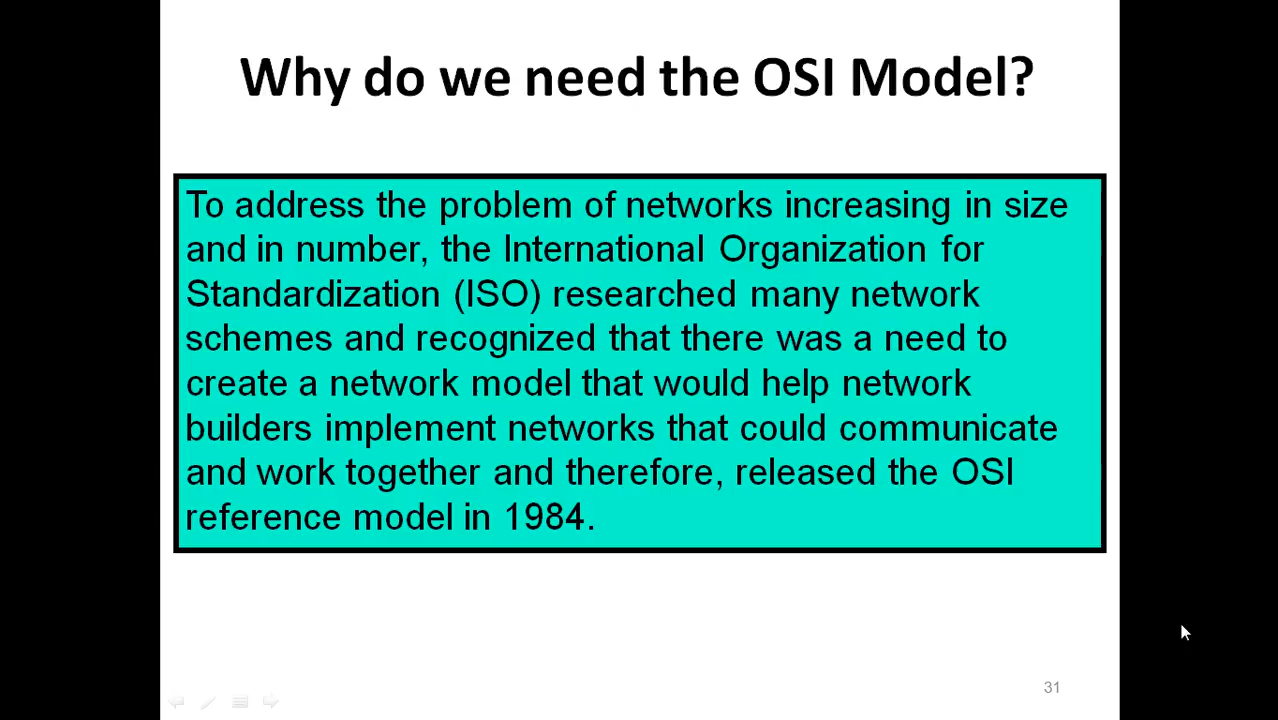 Why do we need the OSI Model?
To address the problem of networks increasing in size
and in number, the International Organization for
Standardization (ISO) researched many network
schemes and recognized that there was a need to
create a network model that would help network
builders implement networks that could communicate
and work together and therefore, released the OSI
reference model in 1984.
31